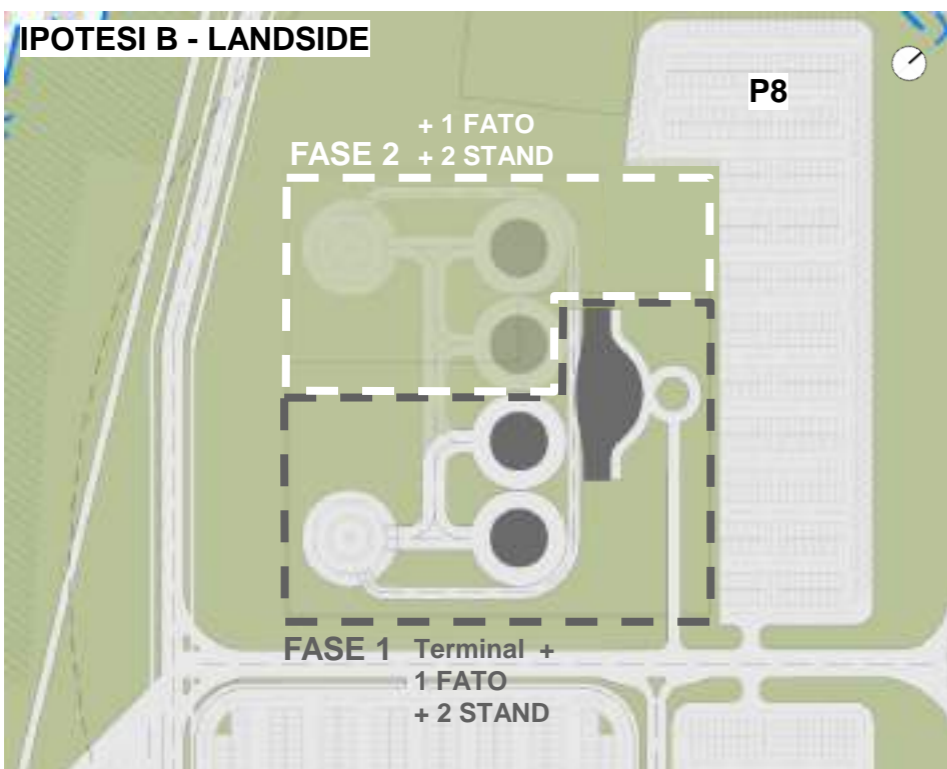 IPOTESI B - LANDSIDE
P8
+ 1 FATO
FASE 2 + 2 STAND
FASE 1 Terminal +
1 FATO
+ 2 STAND